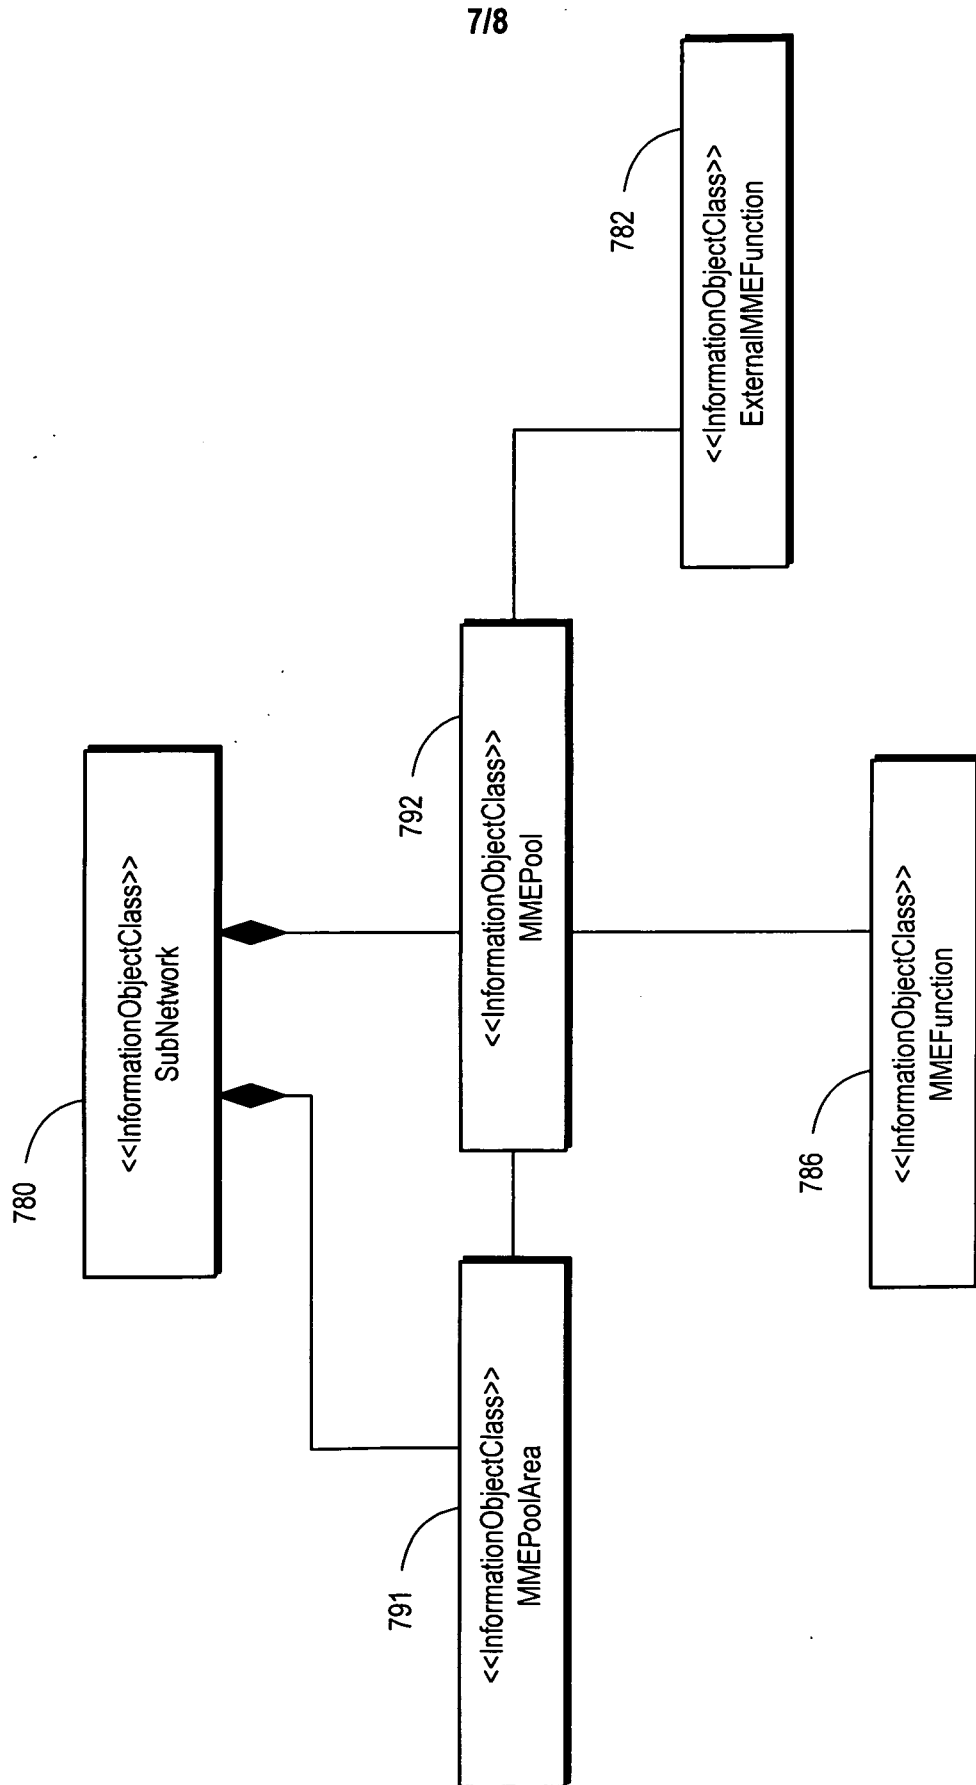 7/8
780
<<InformationObjectClass>>
SubNetwork
791
<<InformationObjectClass>>
MMEPoolArea
792
<<InformationObjectClass>>
MMEPool
782
<<InformationObjectClass>>
ExternalMMEFunction
786
<<InformationObjectClass>>
MMEFunction